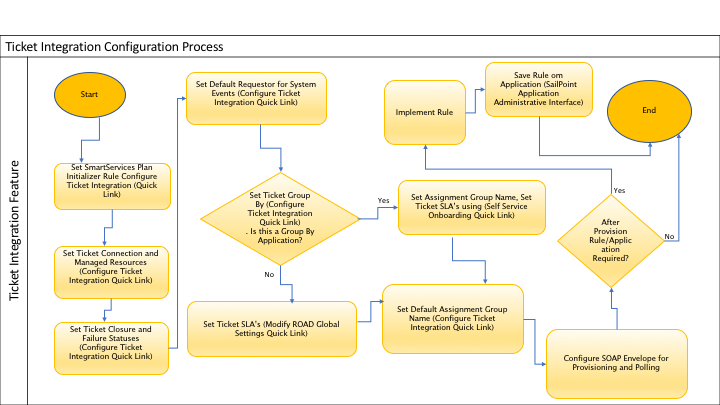 Ticket Integration Configuration Process
Ticket Integration Feature
Start
Set SmartServices Plan
Initializer Rule Configure
Ticket Integration (Quick
Link)
Set Ticket Connection and
Managed Resources
(Configure Ticket
Integration Quick Link)
Set Ticket Closure and
Failure Statuses
(Configure Ticket
Integration Quick Link)
Set Default Requestor for System
Events (Configure Ticket
Integration Quick Link)
Set Ticket Group
By (Configure
Ticket Integration
Quick Link)
. Is this a Group By
Application?
Yes
No
Set Ticket SLA's (Modify ROAD Global
Settings Quick Link)
Set Assignment Group Name, Set
Ticket SLA's using (Self Service
Onboarding Quick Link)
Set Default Assignment Group
Name (Configure Ticket
Integration Quick Link)
Configure SOAP Envelope for
Provisioning and Polling
After
Provision
Rule/Applic
ation
Required?
Yes
No
Implement Rule
Save Rule om
Application (SailPoint
Application
Administrative Interface)
End